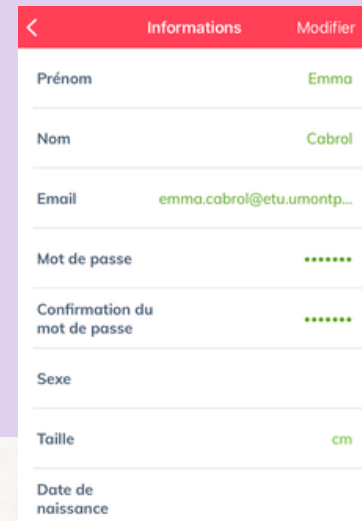 Informations Modifier
Prénom Emma
Nom Cabrol
Email emma.cabrol@etu.umontp...
Mot de passe •••••••
Confirmation du
mot de passe •••••••
Sexe
Taille cm
Date de
naissance